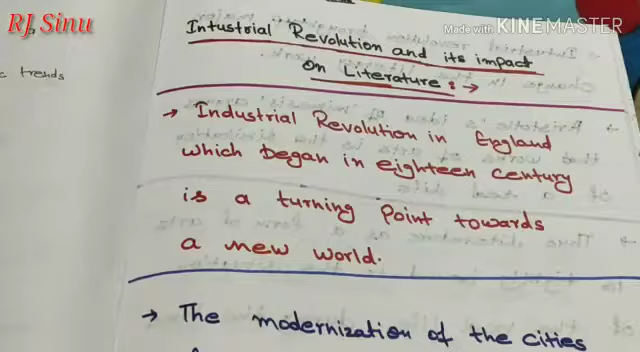 RJ Sinu
Made with KINEMASTER
trends
Intustrial Revolution and its impact
on Literature : →
→ Industrial Revolution in England
which began in eighteen century
is a turning point towards
a new world.
→ The modernization of the cities